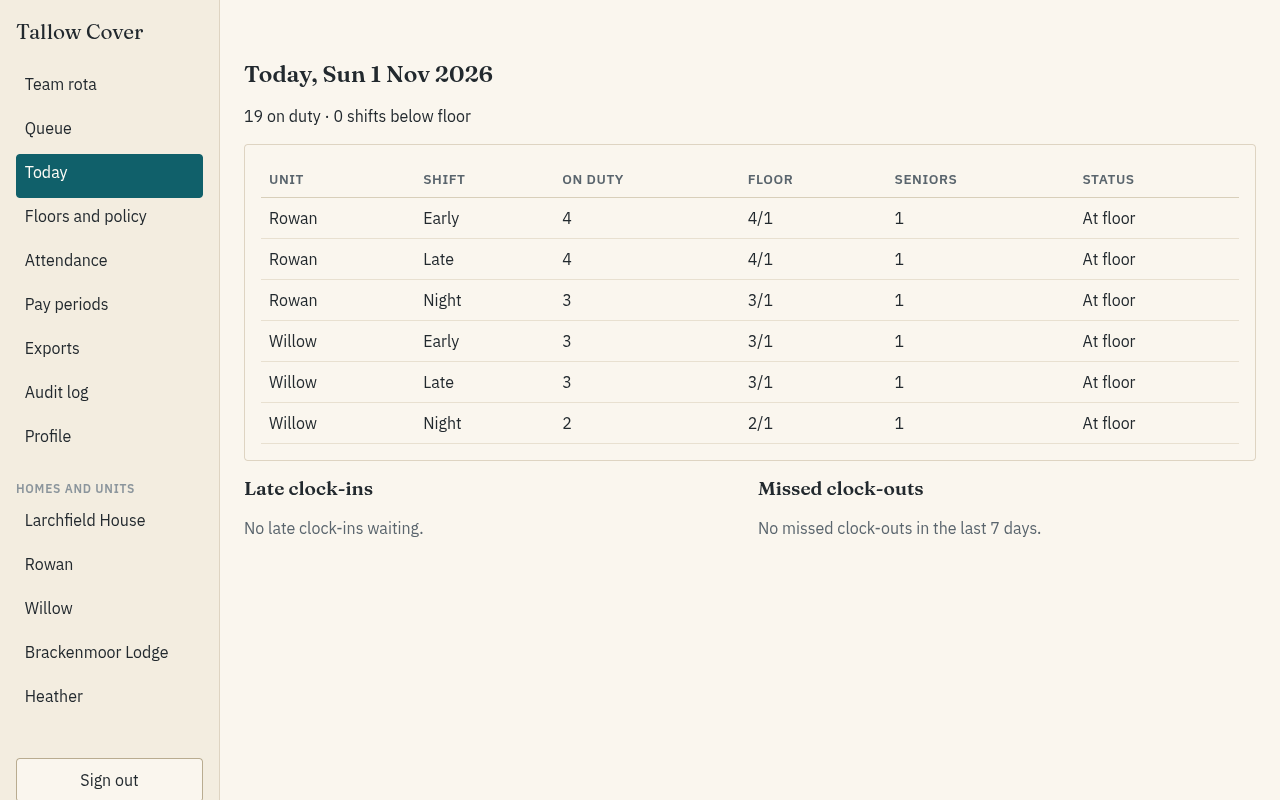 Tallow Cover
Team rota
Queue
Today
Floors and policy
Attendance
Pay periods
Exports
Audit log
Profile
HOMES AND UNITS
Larchfield House
Rowan
Willow
Brackenmoor Lodge
Heather
Sign out
Today, Sun 1 Nov 2026
19 on duty · 0 shifts below floor
UNIT SHIFT ON DUTY FLOOR SENIORS STATUS
Rowan Early 4 4/1 1 At floor
Rowan Late 4 4/1 1 At floor
Rowan Night 3 3/1 1 At floor
Willow Early 3 3/1 1 At floor
Willow Late 3 3/1 1 At floor
Willow Night 2 2/1 1 At floor
Late clock-ins
No late clock-ins waiting.
Missed clock-outs
No missed clock-outs in the last 7 days.